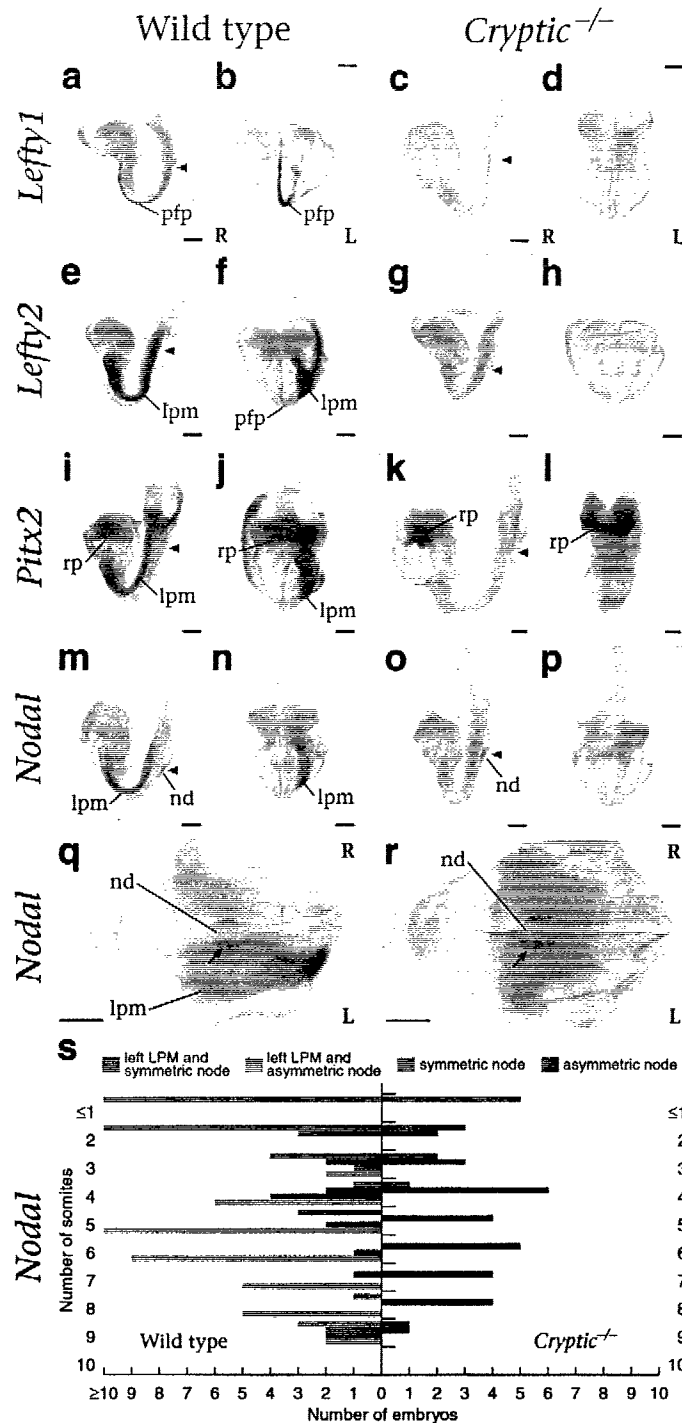 Wild type Cryptic−/−
a b c d
Lefty1
pfp pfp
R L R L
e f g h
Lefty2
lpm pfp lpm
i j k l
Pitx2
rp lpm rp lpm rp rp
m n o p
Nodal
lpm nd lpm nd
q r
Nodal
nd lpm R L
nd
s
left LPM and symmetric node
left LPM and asymmetric node
symmetric node
asymmetric node
Nodal
Number of somites
≤1 ≤1
2 2
3 3
4 4
5 5
6 6
7 7
8 8
9 9
10 10
Wild type Cryptic−/−
≥10 9 8 7 6 5 4 3 2 1 0 1 2 3 4 5 6 7 8 9 10
Number of embryos